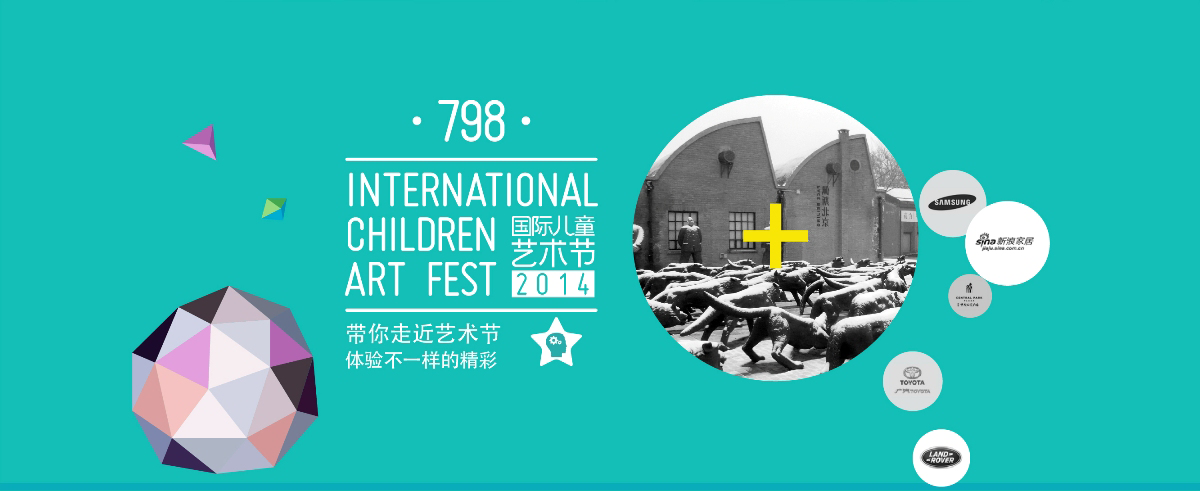 ·798·
INTERNATIONAL
CHILDREN
国际儿童
艺术节
ART FEST
2014
带你走近艺术节
体验不一样的精彩
SAMSUNG
sina新浪家居
jiaju.sina.com.cn
CENTRAL PARK
TOYOTA
LAND-
-ROVER